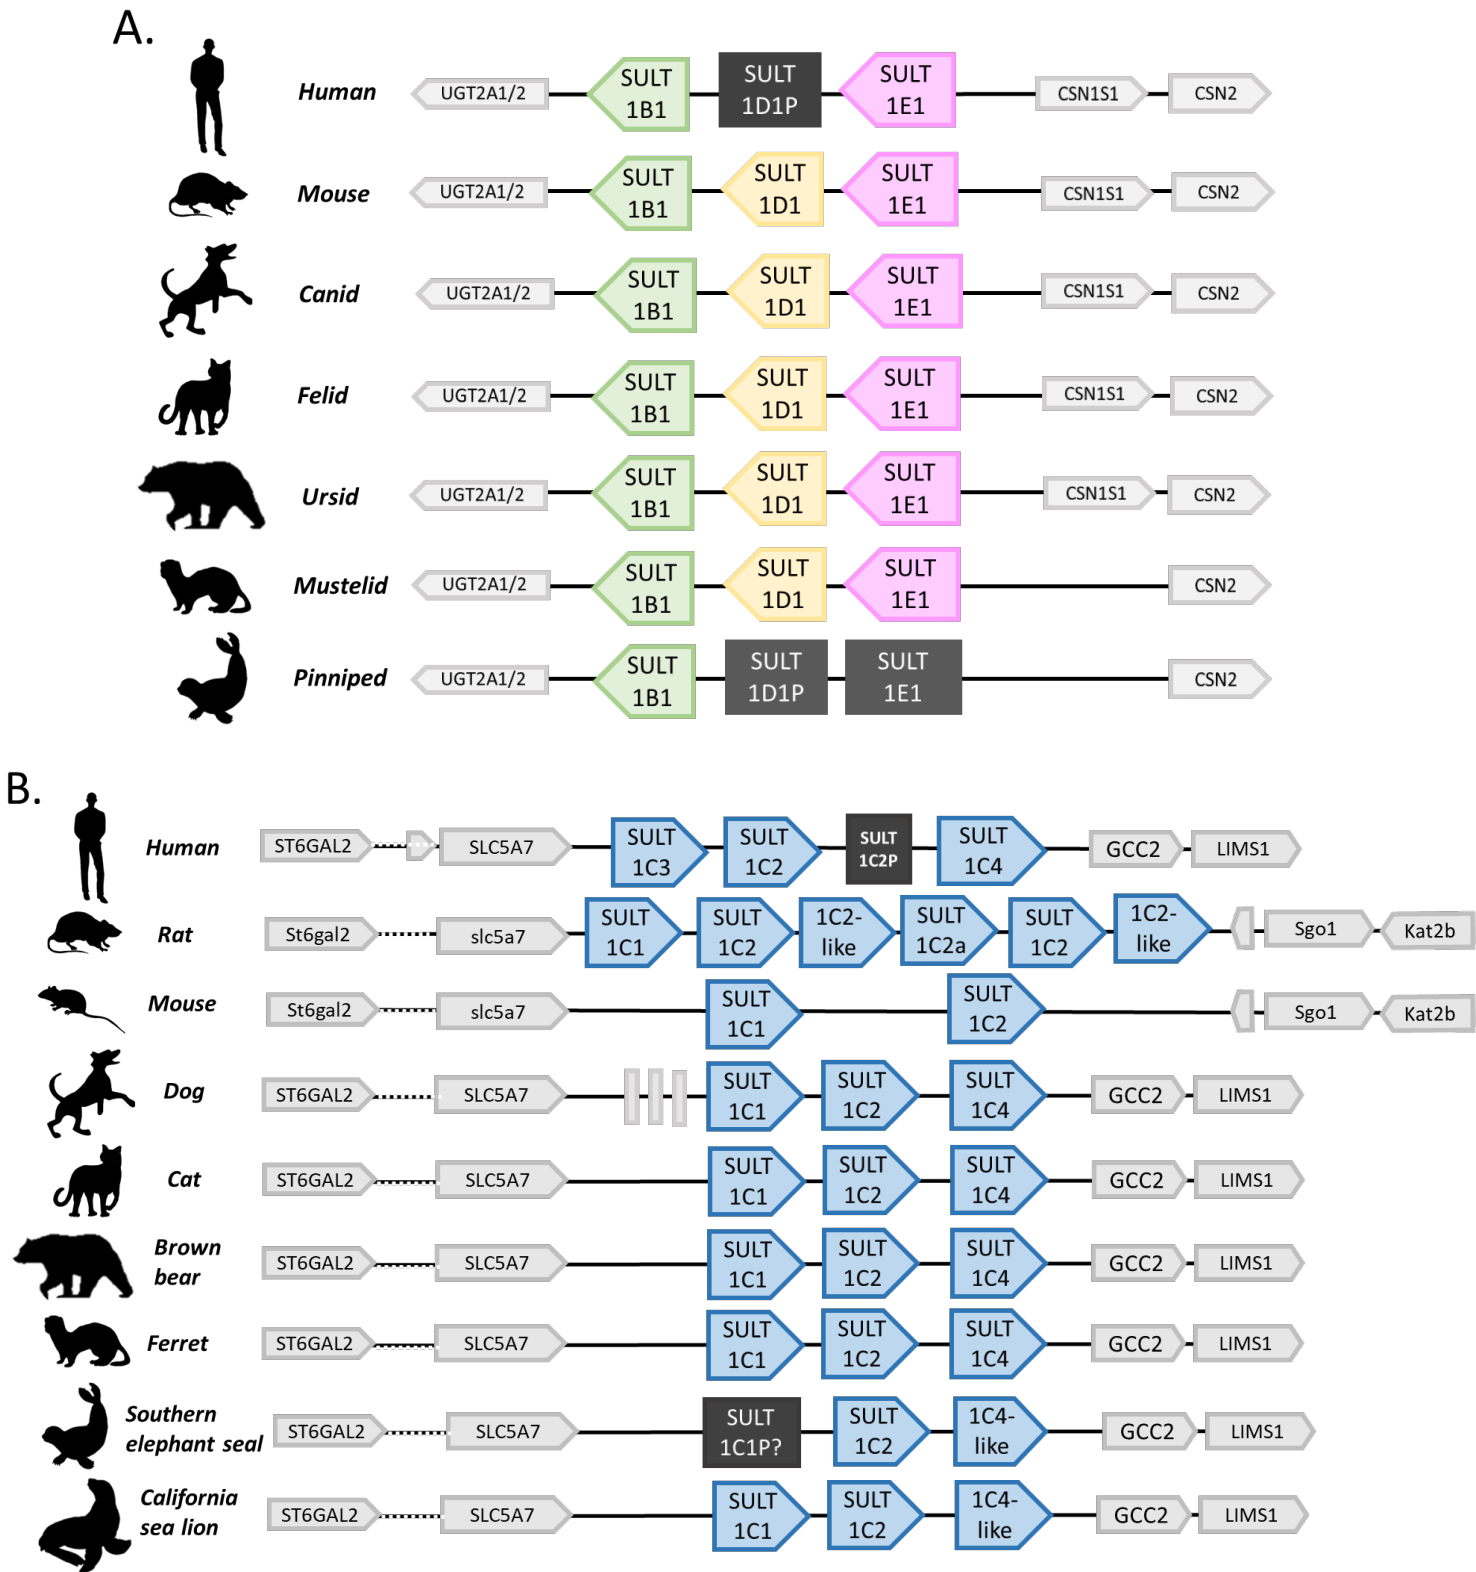 A.
Human
UGT2A1/2
SULT
1B1
SULT
1D1P
SULT
1E1
CSN1S1
CSN2
Mouse
UGT2A1/2
SULT
1B1
SULT
1D1
SULT
1E1
CSN1S1
CSN2
Canid
UGT2A1/2
SULT
1B1
SULT
1D1
SULT
1E1
CSN1S1
CSN2
Felid
UGT2A1/2
SULT
1B1
SULT
1D1
SULT
1E1
CSN1S1
CSN2
Ursid
UGT2A1/2
SULT
1B1
SULT
1D1
SULT
1E1
CSN1S1
CSN2
Mustelid
UGT2A1/2
SULT
1B1
SULT
1D1
SULT
1E1
CSN2
Pinniped
UGT2A1/2
SULT
1B1
SULT
1D1P
SULT
1E1
CSN2
B.
Human
ST6GAL2
SLC5A7
SULT
1C3
SULT
1C2
SULT
1C2P
SULT
1C4
GCC2
LIMS1
Rat
St6gal2
slc5a7
SULT
1C1
SULT
1C2
1C2-
like
SULT
1C2a
SULT
1C2
1C2-
like
Sgo1
Kat2b
Mouse
St6gal2
slc5a7
SULT
1C1
SULT
1C2
Sgo1
Kat2b
Dog
ST6GAL2
SLC5A7
SULT
1C1
SULT
1C2
SULT
1C4
GCC2
LIMS1
Cat
ST6GAL2
SLC5A7
SULT
1C1
SULT
1C2
SULT
1C4
GCC2
LIMS1
Brown
bear
ST6GAL2
SLC5A7
SULT
1C1
SULT
1C2
SULT
1C4
GCC2
LIMS1
Ferret
ST6GAL2
SLC5A7
SULT
1C1
SULT
1C2
SULT
1C4
GCC2
LIMS1
Southern
elephant seal
ST6GAL2
SLC5A7
SULT
1C1P?
SULT
1C2
1C4-
like
GCC2
LIMS1
California
sea lion
ST6GAL2
SLC5A7
SULT
1C1
SULT
1C2
1C4-
like
GCC2
LIMS1